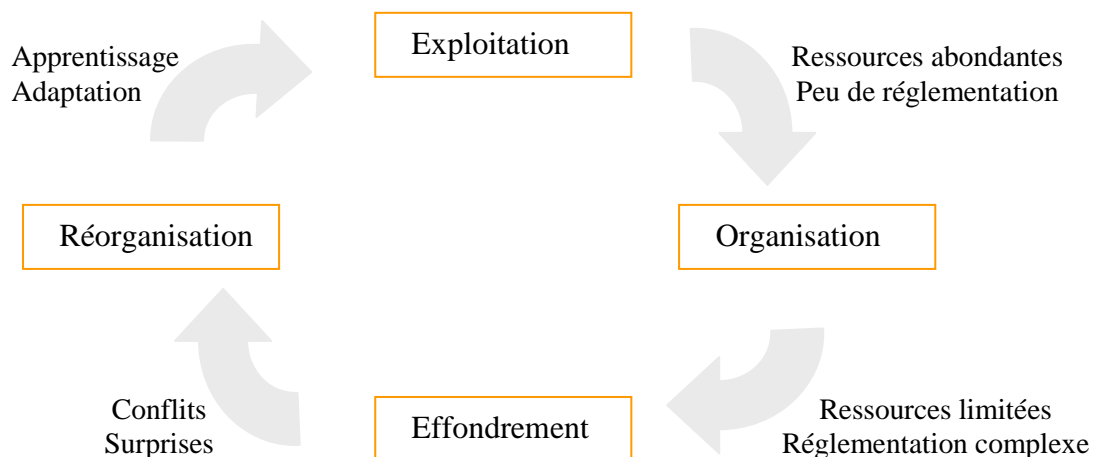 Exploitation
Apprentissage
Adaptation
Ressources abondantes
Peu de réglementation
Réorganisation
Organisation
Conflits
Surprises
Effondrement
Ressources limitées
Réglementation complexe